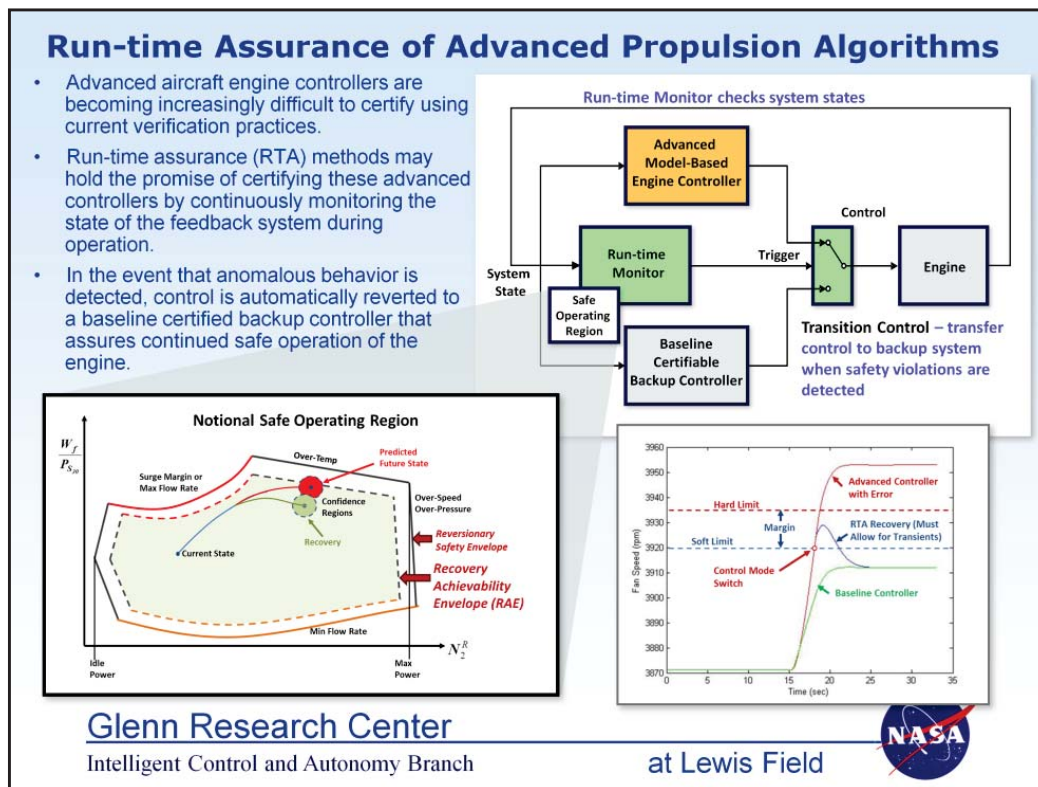 Run-time Assurance of Advanced Propulsion Algorithms
• Advanced aircraft engine controllers are
becoming increasingly difficult to certify using
current verification practices.
• Run-time assurance (RTA) methods may
hold the promise of certifying these advanced
controllers by continuously monitoring the
state of the feedback system during
operation.
• In the event that anomalous behavior is
detected, control is automatically reverted to
a baseline certified backup controller that
assures continued safe operation of the
engine.
Run-time Monitor checks system states
Advanced
Model-Based
Engine Controller
Control
Run-time
Monitor
Trigger
Engine
System
State
Safe
Operating
Region
Baseline
Certifiable
Backup Controller
Transition Control – transfer
control to backup system
when safety violations are
detected
Notional Safe Operating Region
W_f
P_S30
Over-Temp
Predicted
Future State
Surge Margin or
Max Flow Rate
Confidence
Regions
Over-Speed
Over-Pressure
Recovery
Reversionary
Safety Envelope
Current State
Recovery
Achievability
Envelope (RAE)
Min Flow Rate
N_2^R
Idle
Power
Max
Power
3960
3950
3940
3930
3920
3910
3900
3890
3880
3870
Fan Speed (rpm)
Advanced Controller
with Error
Hard Limit
Margin
RTA Recovery (Must
Allow for Transients)
Soft Limit
Control Mode
Switch
Baseline Controller
0 5 10 15 20 25 30 35
Time (sec)
Glenn Research Center
Intelligent Control and Autonomy Branch
at Lewis Field
NASA